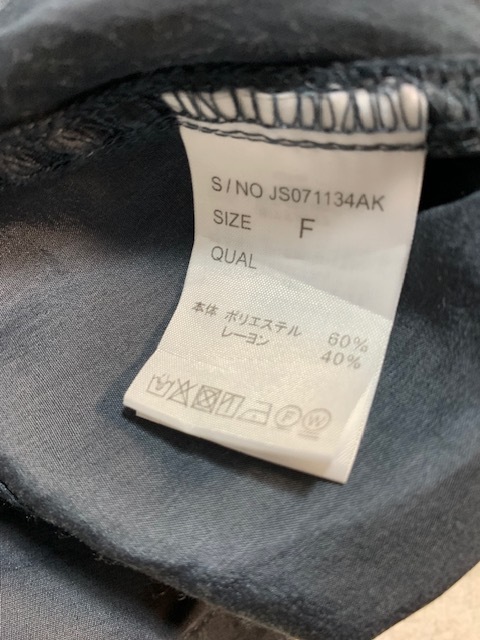 S/NO JS071134AK
SIZE F
QUAL
本体 ポリエステル 60%
レーヨン 40%
F W